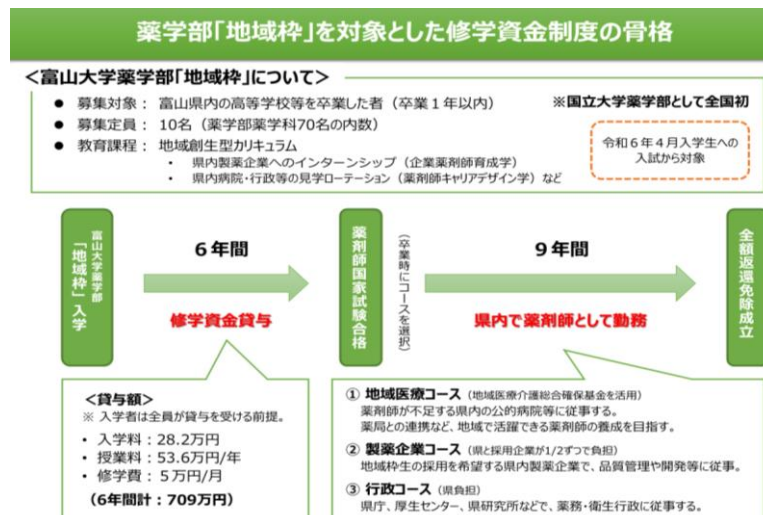 薬学部「地域枠」を対象とした修学資金制度の骨格
＜富山大学薬学部「地域枠」について＞
● 募集対象： 富山県内の高等学校等を卒業した者（卒業１年以内）
※国立大学薬学部として全国初
● 募集定員： 10名（薬学部薬学科70名の内数）
● 教育課程： 地域創生型カリキュラム
• 県内製薬企業へのインターンシップ（企業薬剤師育成学）
• 県内病院・行政等の見学ローテーション（薬剤師キャリアデザイン学）など
令和６年４月入学生への
入試から対象
富山大学薬学部
「地域枠」入学
６年間
修学資金貸与
薬剤師国家試験合格
（卒業時にコースを選択）
９年間
県内で薬剤師として勤務
全額返還免除成立
＜貸与額＞
※ 入学者は全員が貸与を受ける前提。
・ 入学料：28.2万円
・ 授業料：53.6万円/年
・ 修学費：５万円/月
（6年間計：709万円）
① 地域医療コース（地域医療介護総合確保基金を活用）
薬剤師が不足する県内の公的病院等に従事する。
薬局との連携など、地域で活躍できる薬剤師の養成を目指す。
② 製薬企業コース（県と採用企業が1/2ずつで負担）
地域枠生の採用を希望する県内製薬企業で、品質管理や開発等に従事。
③ 行政コース（県負担）
県庁、厚生センター、県研究所などで、薬務・衛生行政に従事する。